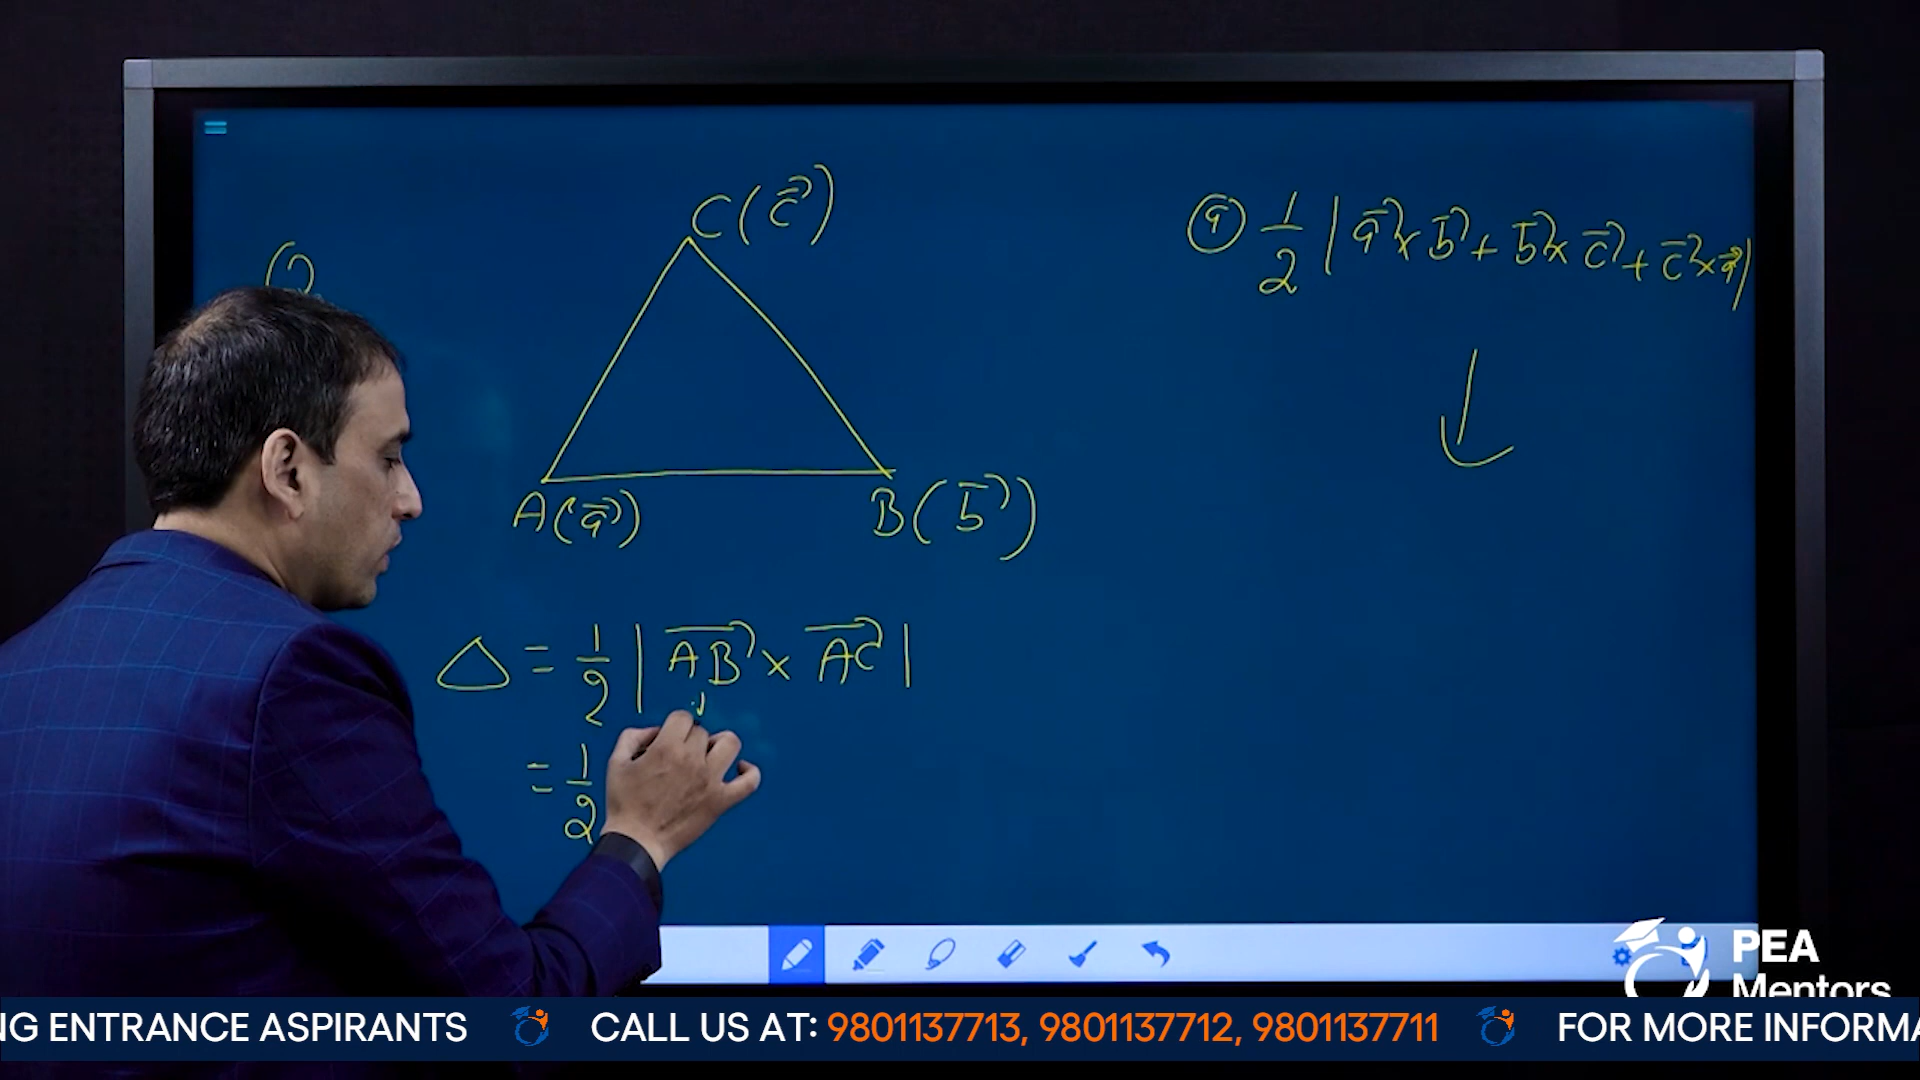 C(c⃗)
ⓐ 1/2 | a⃗ × b⃗ + b⃗ × c⃗ + c⃗ × a⃗ |
A(a⃗) B(b⃗)
△ = 1/2 | AB⃗ × AC⃗ |
= 1/2
PEA
Mentors
NG ENTRANCE ASPIRANTS CALL US AT: 9801137713, 9801137712, 9801137711 FOR MORE INFORMA